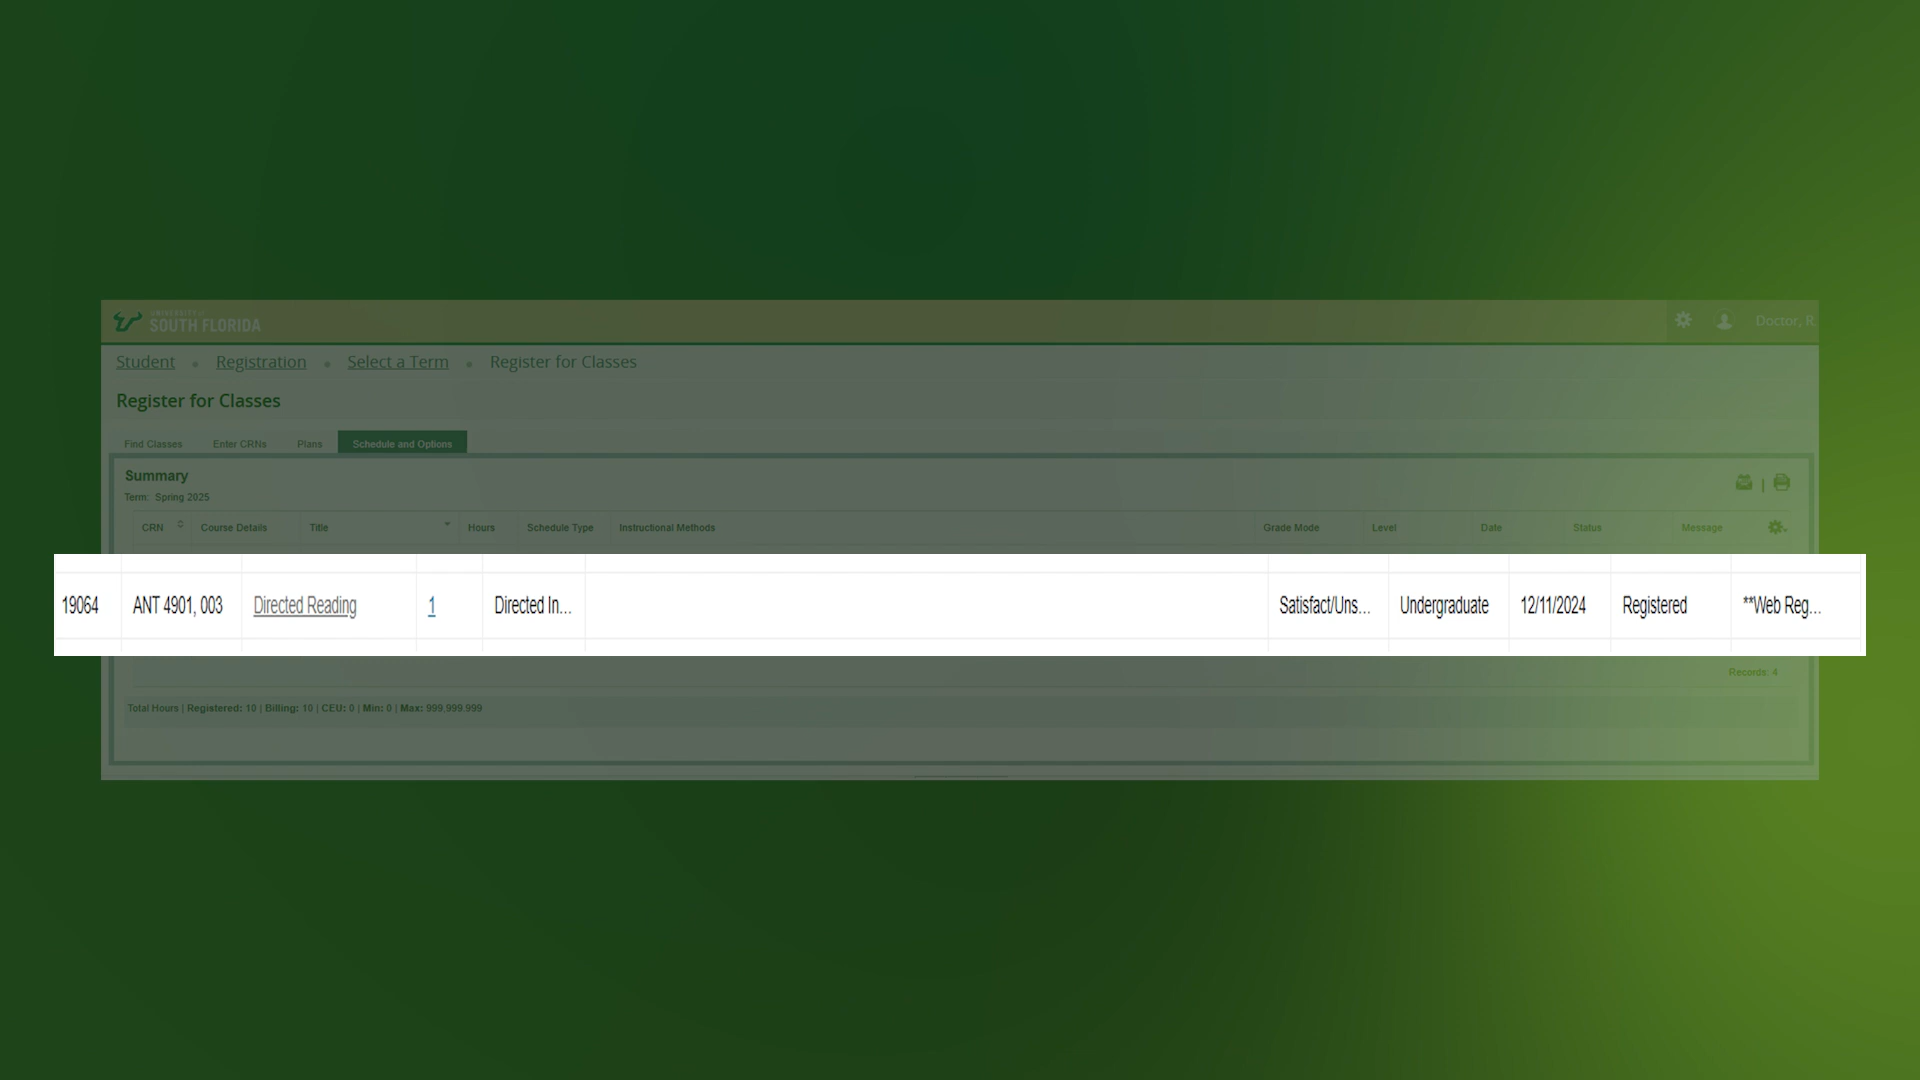 UNIVERSITY of
SOUTH FLORIDA
Doctor, R
Student • Registration • Select a Term • Register for Classes
Register for Classes
Find Classes Enter CRNs Plans Schedule and Options
Summary
Term: Spring 2025
CRN Course Details Title Hours Schedule Type Instructional Methods Grade Mode Level Date Status Message
19064 ANT 4901, 003 Directed Reading 1 Directed In... Satisfact/Uns... Undergraduate 12/11/2024 Registered **Web Reg...
Records: 4
Total Hours | Registered: 10 | Billing: 10 | CEU: 0 | Min: 0 | Max: 999,999.999